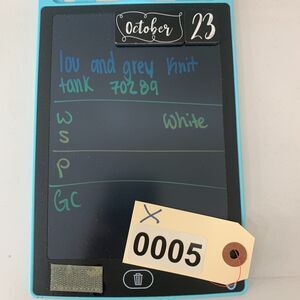 October 23
lou and grey Knit
tank 70289
W White
S
P
GC
X
0005